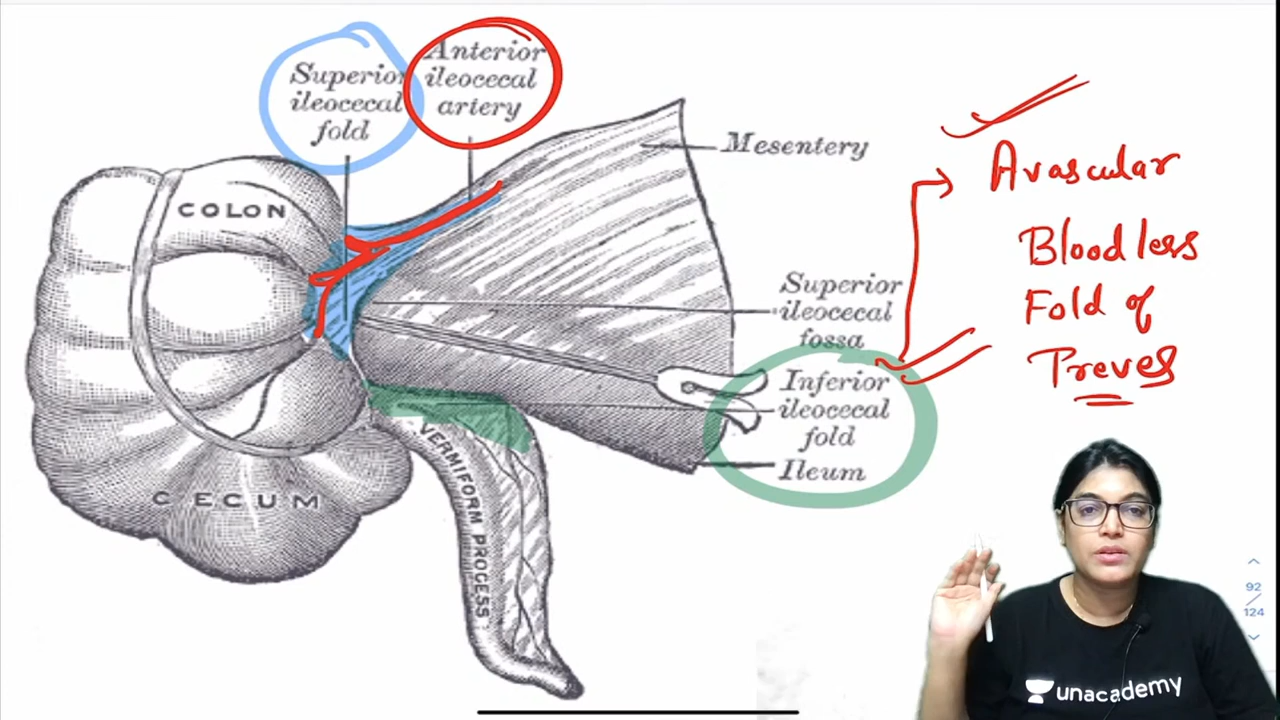 Superior
ileocecal
fold
Anterior
ileocecal
artery
Mesentery
COLON
Superior
ileocecal
fossa
Inferior
ileocecal
fold
Ileum
CECUM
VERMIFORM PROCESS
Avascular
Bloodless
Fold of
Treves
unacademy
92
124